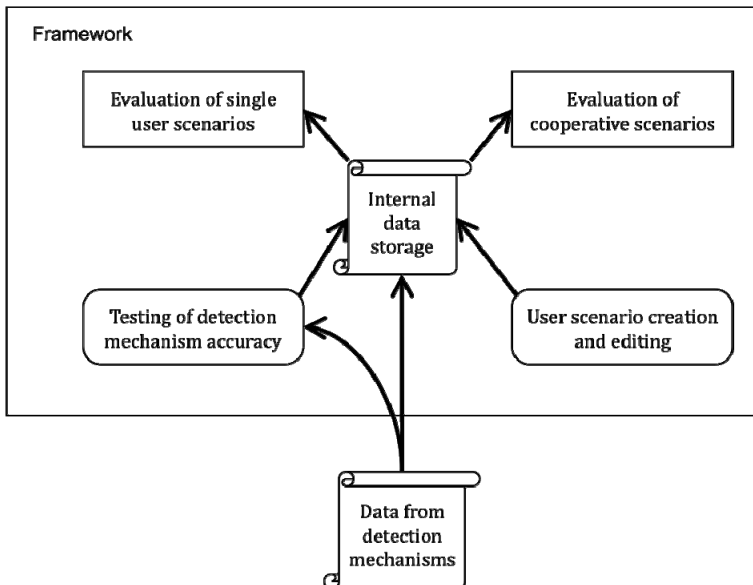 Framework
Evaluation of single
user scenarios
Evaluation of
cooperative scenarios
Internal
data
storage
Testing of detection
mechanism accuracy
User scenario creation
and editing
Data from
detection
mechanisms